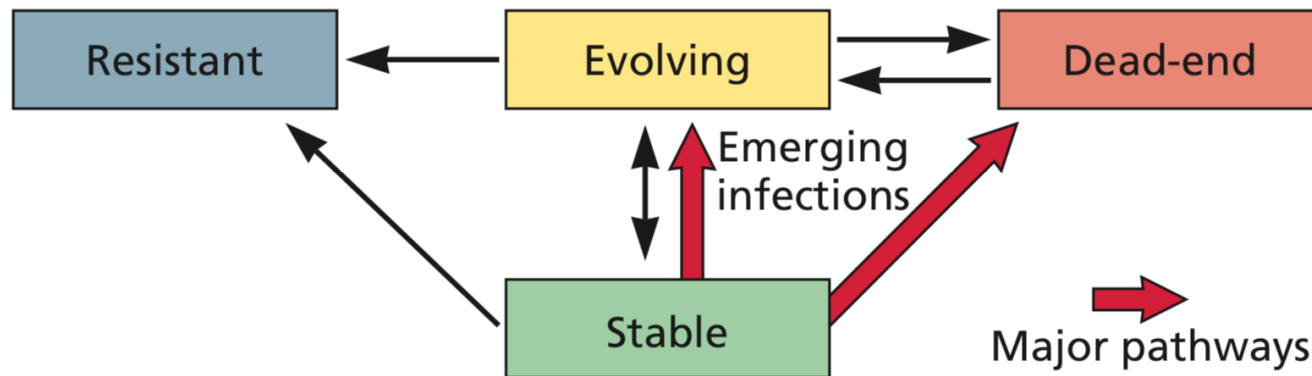 Resistant
Evolving
Dead-end
Emerging
infections
Stable
Major pathways